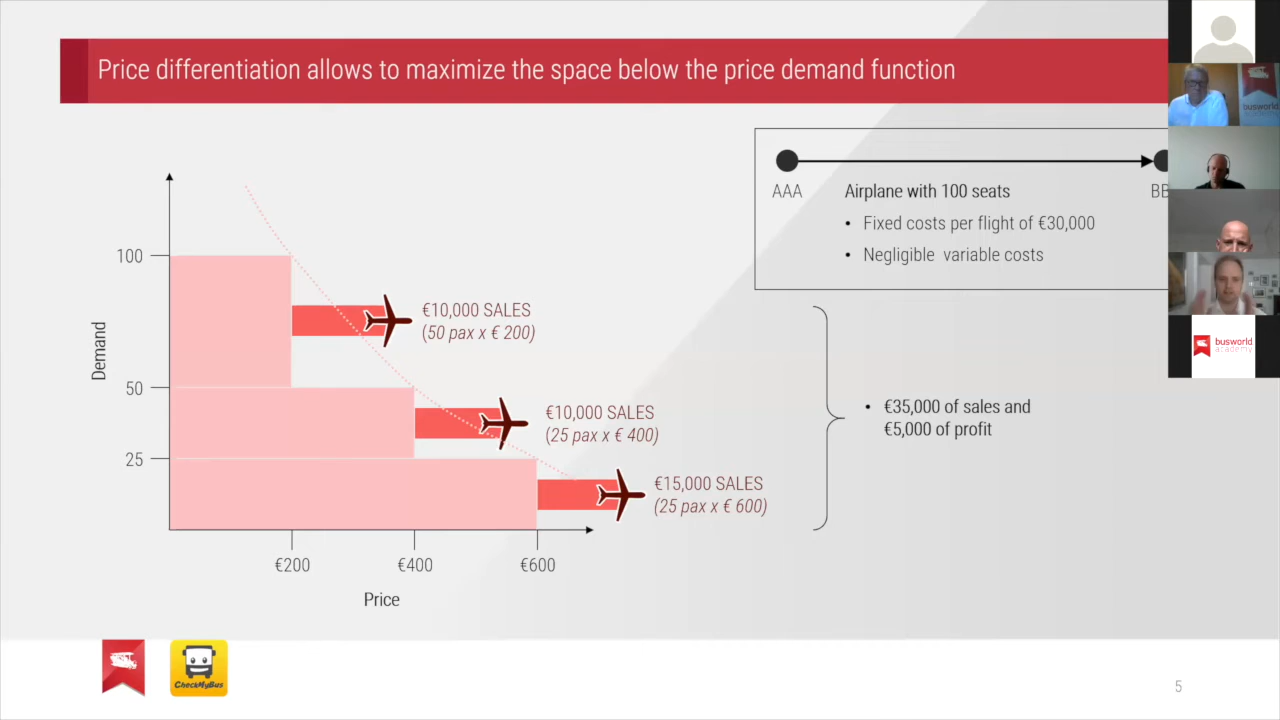 Price differentiation allows to maximize the space below the price demand function
AAA
BB
Airplane with 100 seats
• Fixed costs per flight of €30,000
• Negligible variable costs
Demand
100
50
25
€10,000 SALES
(50 pax x € 200)
€10,000 SALES
(25 pax x € 400)
€15,000 SALES
(25 pax x € 600)
• €35,000 of sales and
€5,000 of profit
€200
€400
€600
Price
CheckMyBus
5
busworld
busworld
academy